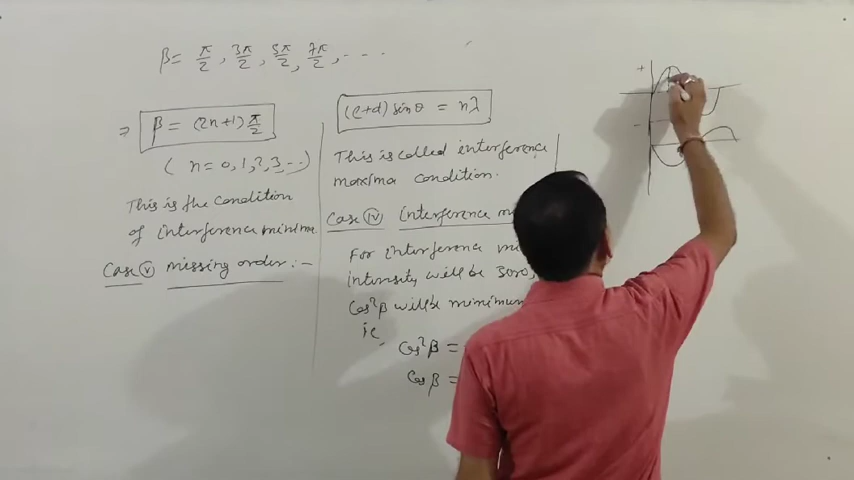 β = π/2, 3π/2, 5π/2, 7π/2, ....
⇒ β = (2n+1) π/2
( n = 0, 1, 2, 3 ... )
This is the condition
of interference minima.
Case (v) missing order :-
(e+d) sin θ = nλ
This is called interference
maxima condition.
Case (iv) interference
For interference
intensity will be zero,
Cos²β will be minimum
ie
Cos²β =
Cos β =
+
-